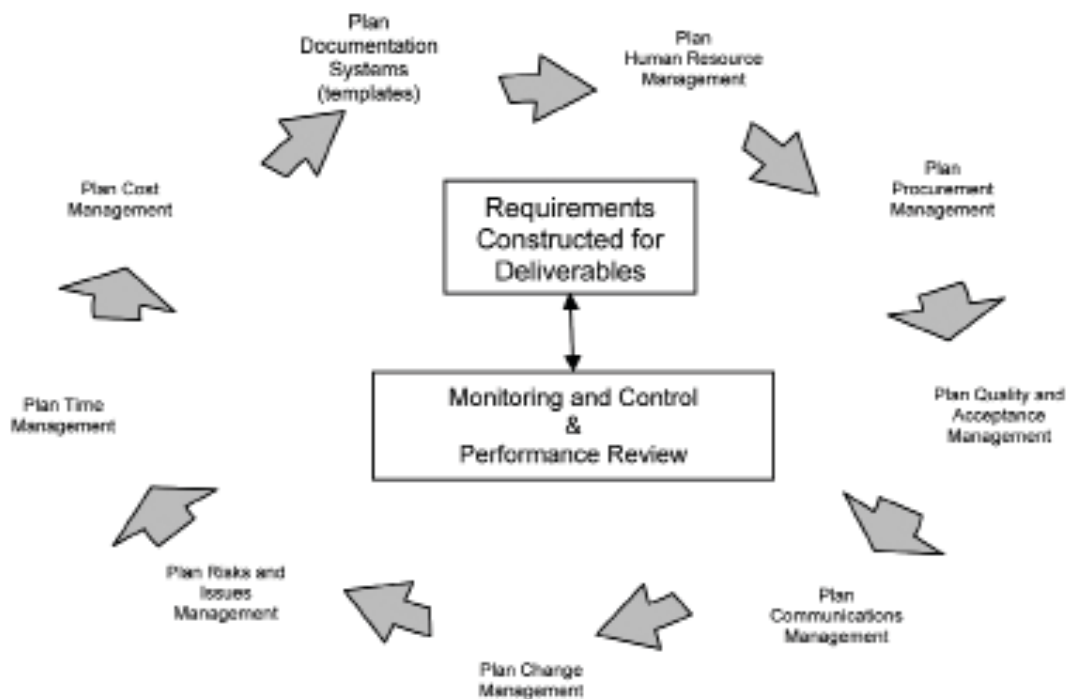 Plan
Documentation
Systems
(templates)
Plan
Human Resource
Management
Plan
Procurement
Management
Plan Quality and
Acceptance
Management
Plan
Communications
Management
Plan Change
Management
Plan Risks and
Issues
Management
Plan Time
Management
Plan Cost
Management
Requirements
Constructed for
Deliverables
Monitoring and Control
&
Performance Review